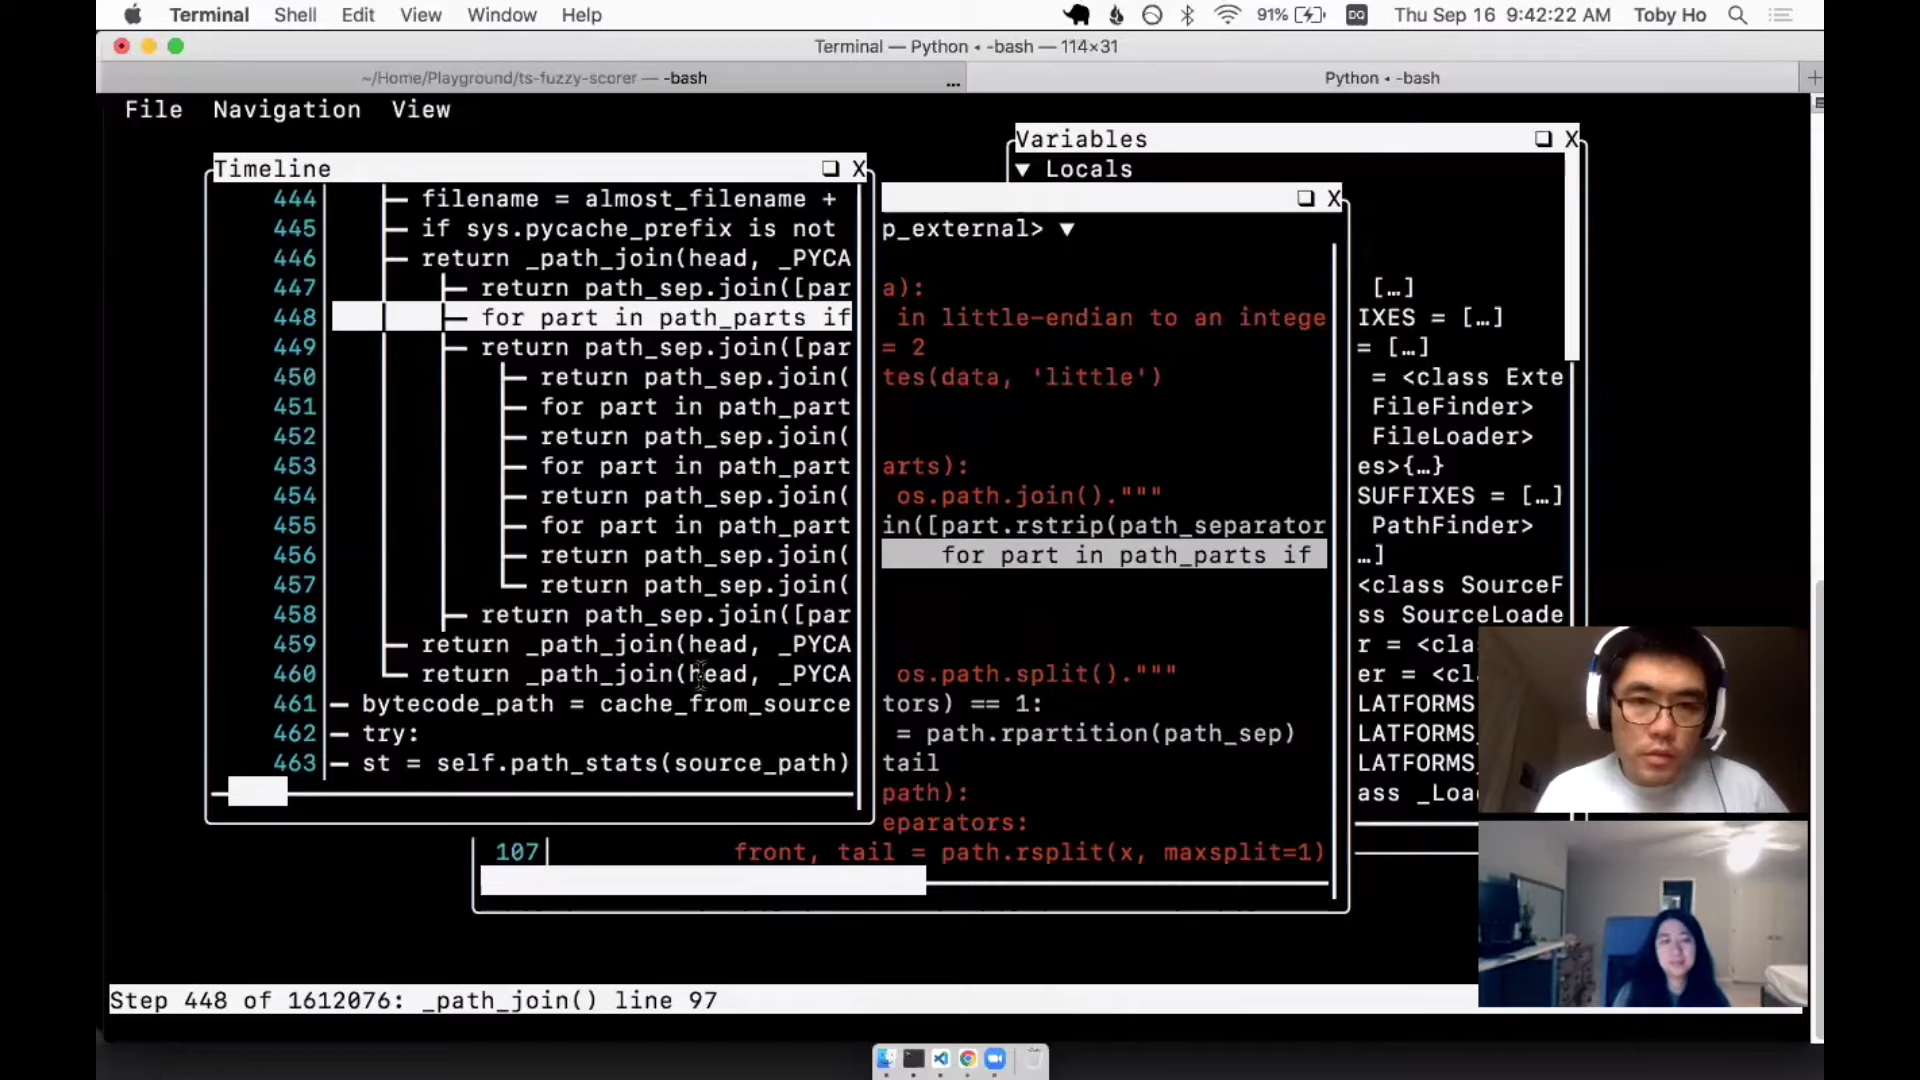 Terminal Shell Edit View Window Help 91% DQ Thu Sep 16 9:42:22 AM Toby Ho
Terminal — Python ◂ -bash — 114×31
~/Home/Playground/ts-fuzzy-scorer — -bash ... Python ◂ -bash +
File Navigation View
Variables ❏ X
Timeline ❏ X
▼ Locals
444 filename = almost_filename +
❏ X
445 if sys.pycache_prefix is not
p_external> ▼
446 return _path_join(head, _PYCA
447 return path_sep.join([par
a):
[…]
448 for part in path_parts if
in little-endian to an intege
IXES = […]
449 return path_sep.join([par
= 2
= […]
450 return path_sep.join(
tes(data, 'little')
= <class Exte
451 for part in path_part
FileFinder>
452 return path_sep.join(
FileLoader>
453 for part in path_part
arts):
es>{…}
454 return path_sep.join(
os.path.join()."""
SUFFIXES = […]
455 for part in path_part
in([part.rstrip(path_separator
PathFinder>
456 return path_sep.join(
for part in path_parts if
…]
457 return path_sep.join(
<class SourceF
458 return path_sep.join([par
ss SourceLoade
459 return _path_join(head, _PYCA
r = <cla
460 return _path_join(head, _PYCA
os.path.split()."""
er = <cl
461 bytecode_path = cache_from_source
tors) == 1:
LATFORMS
462 try:
= path.rpartition(path_sep)
LATFORMS_
463 st = self.path_stats(source_path)
tail
LATFORMS_
path):
ass _Loa
eparators:
107 front, tail = path.rsplit(x, maxsplit=1)
Step 448 of 1612076: _path_join() line 97